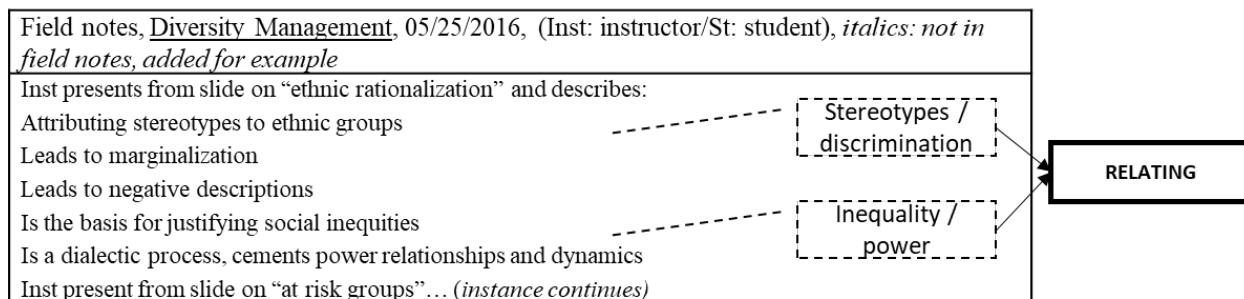 Field notes, Diversity Management, 05/25/2016, (Inst: instructor/St: student), italics: not in
field notes, added for example
Inst presents from slide on “ethnic rationalization” and describes:
Attributing stereotypes to ethnic groups
Leads to marginalization
Leads to negative descriptions
Is the basis for justifying social inequities
Is a dialectic process, cements power relationships and dynamics
Inst present from slide on “at risk groups”… (instance continues)
Stereotypes /
discrimination
Inequality /
power
RELATING